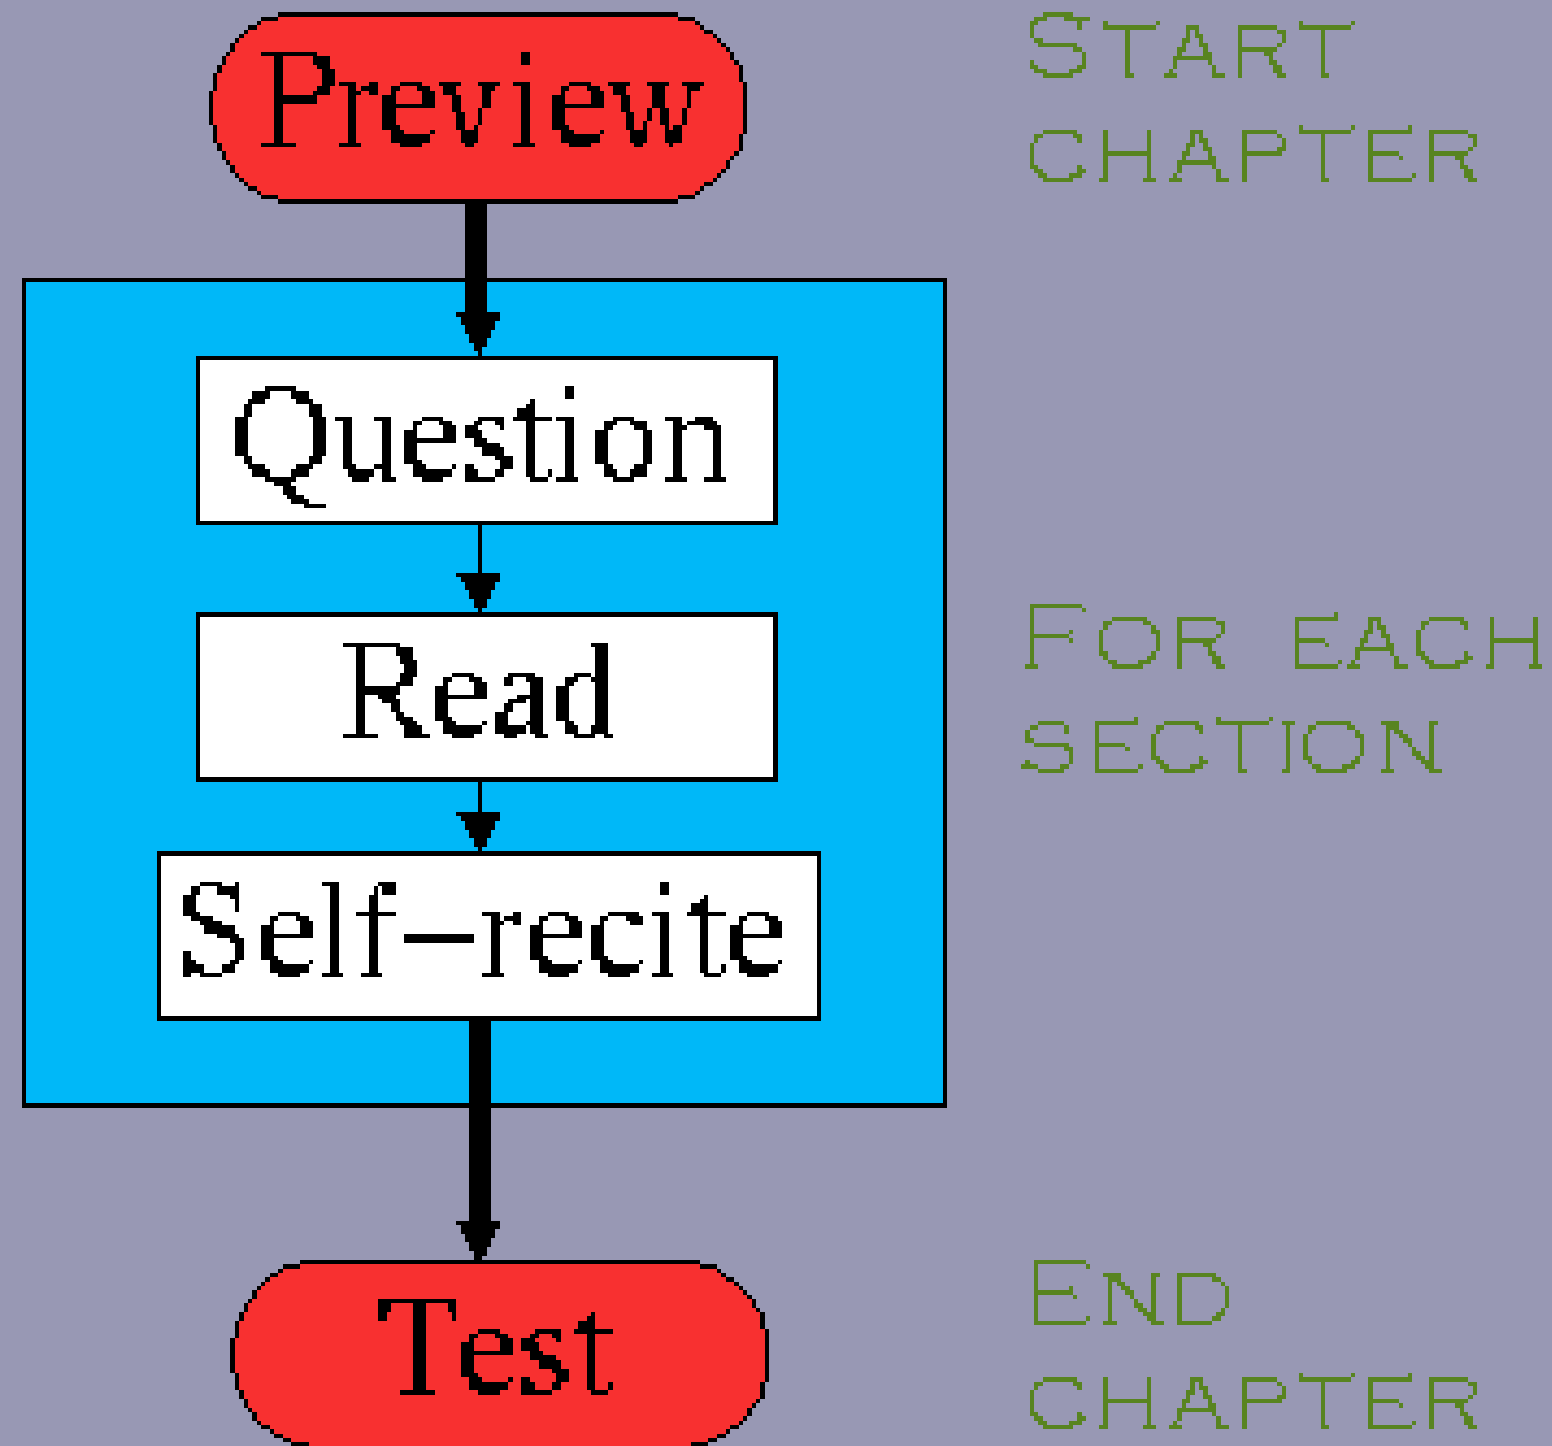 Preview
START
CHAPTER
Question
Read
FOR EACH
SECTION
Self-recite
Test
END
CHAPTER